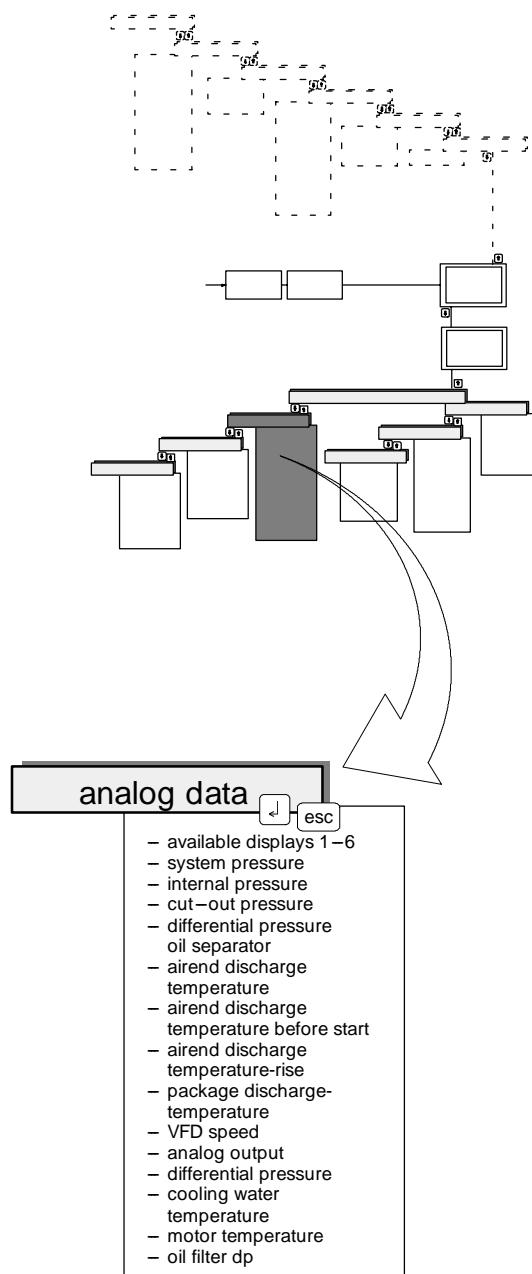 analog data
esc
– available displays 1–6
– system pressure
– internal pressure
– cut–out pressure
– differential pressure
oil separator
– airend discharge
temperature
– airend discharge
temperature before start
– airend discharge
temperature-rise
– package discharge-
temperature
– VFD speed
– analog output
– differential pressure
– cooling water
temperature
– motor temperature
– oil filter dp